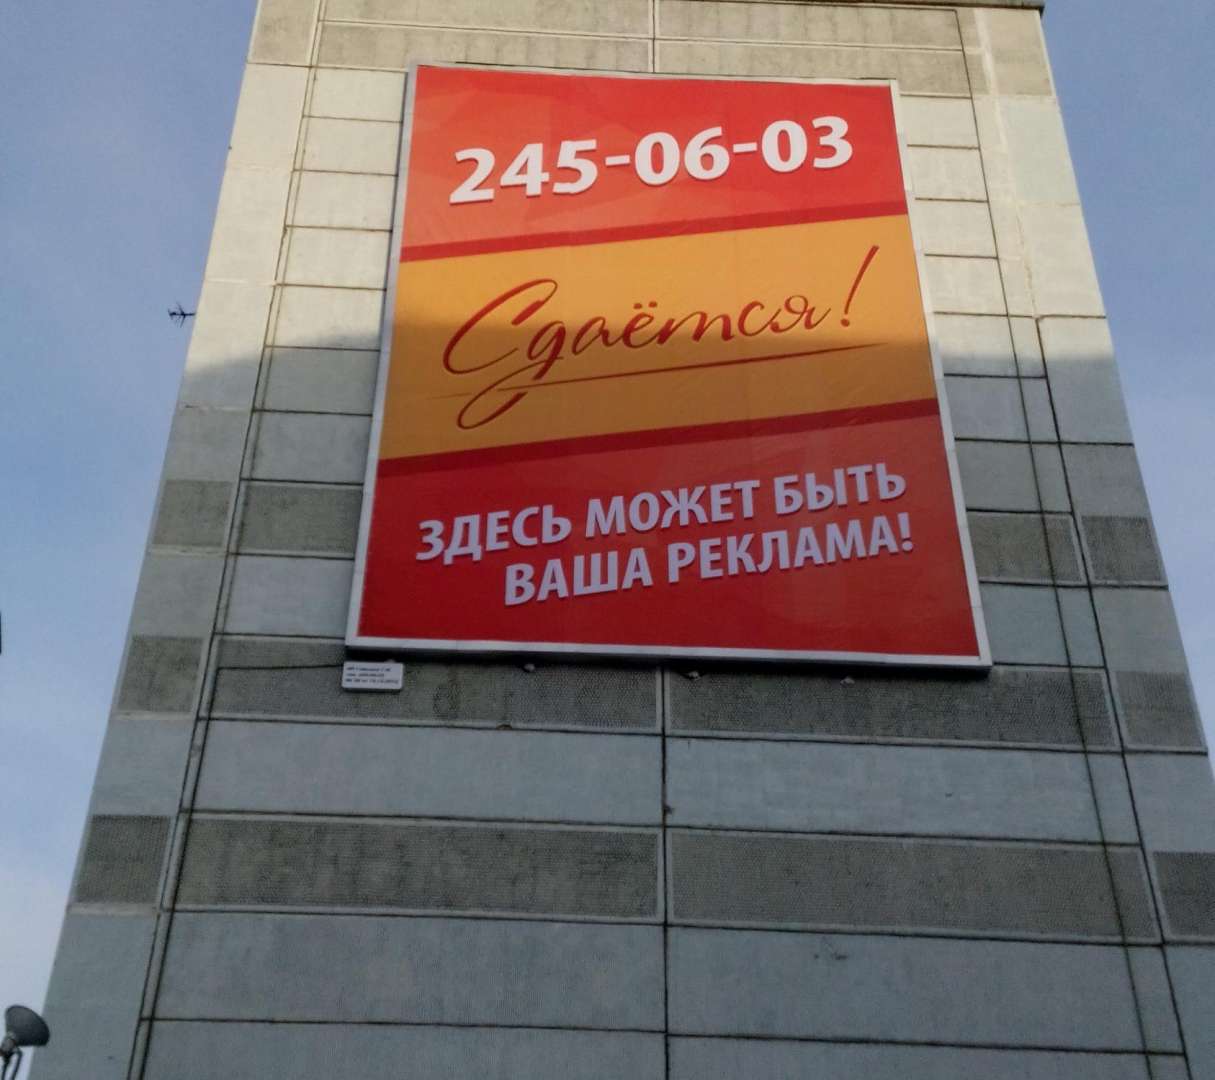 245-06-03
Сдаётся!
ЗДЕСЬ МОЖЕТ БЫТЬ
ВАША РЕКЛАМА!